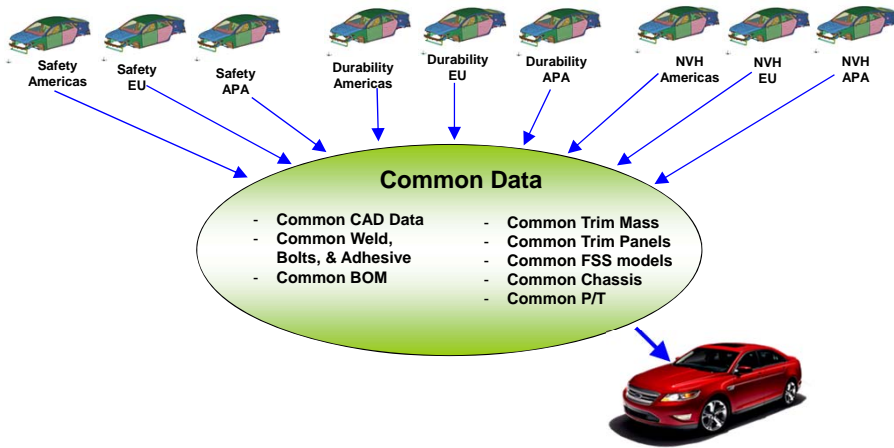 Safety
Americas
Safety
EU
Safety
APA
Durability
Americas
Durability
EU
Durability
APA
NVH
Americas
NVH
EU
NVH
APA
Common Data
- Common CAD Data
- Common Weld,
Bolts, & Adhesive
- Common BOM
- Common Trim Mass
- Common Trim Panels
- Common FSS models
- Common Chassis
- Common P/T